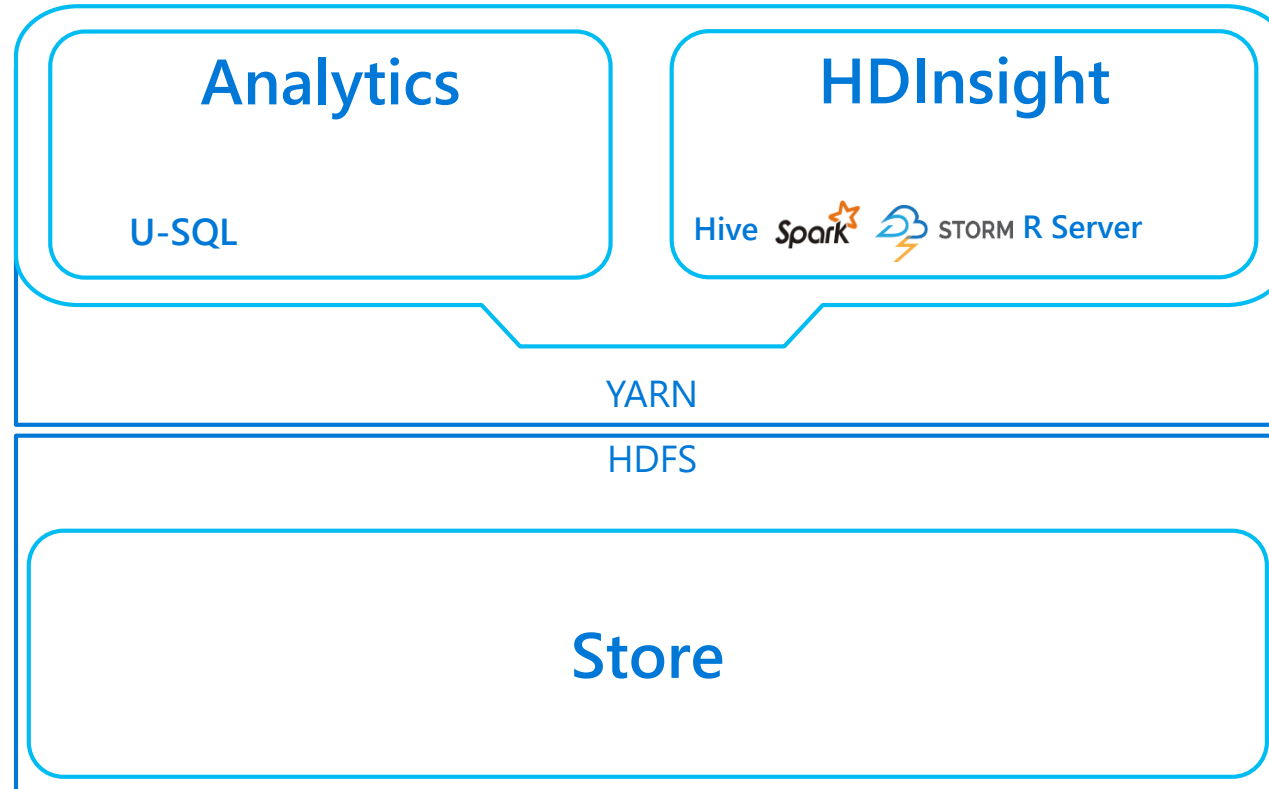 Analytics
HDInsight
U-SQL
Hive Spark STORM R Server
YARN
HDFS
Store